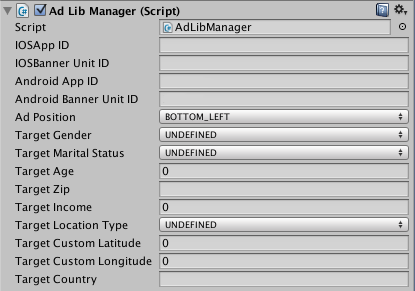 Ad Lib Manager (Script)
Script AdLibManager
IOSApp ID
IOSBanner Unit ID
Android App ID
Android Banner Unit ID
Ad Position BOTTOM_LEFT
Target Gender UNDEFINED
Target Marital Status UNDEFINED
Target Age 0
Target Zip
Target Income 0
Target Location Type UNDEFINED
Target Custom Latitude 0
Target Custom Longitude 0
Target Country